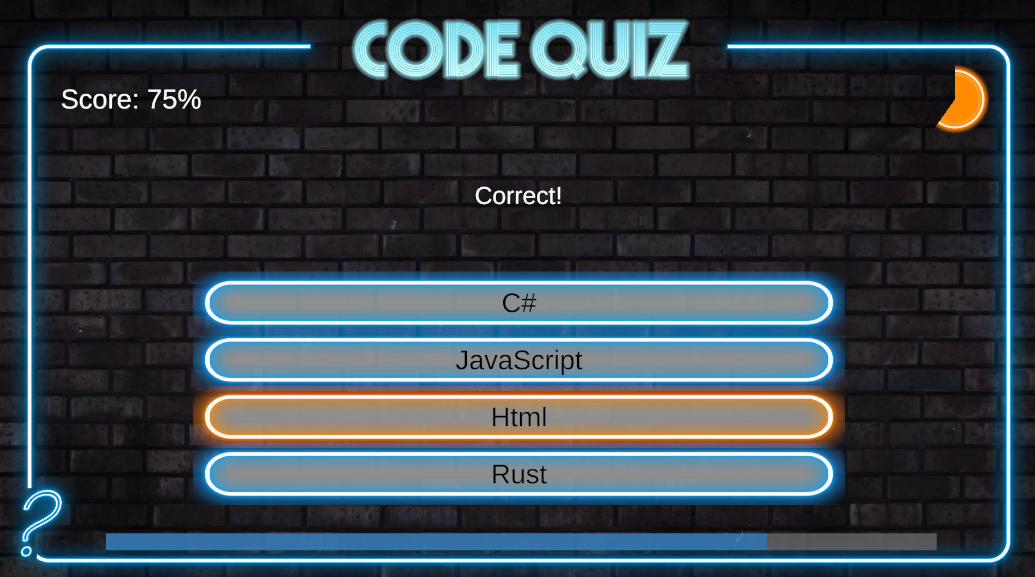 CODE QUIZ
Score: 75%
Correct!
C#
JavaScript
Html
Rust
?